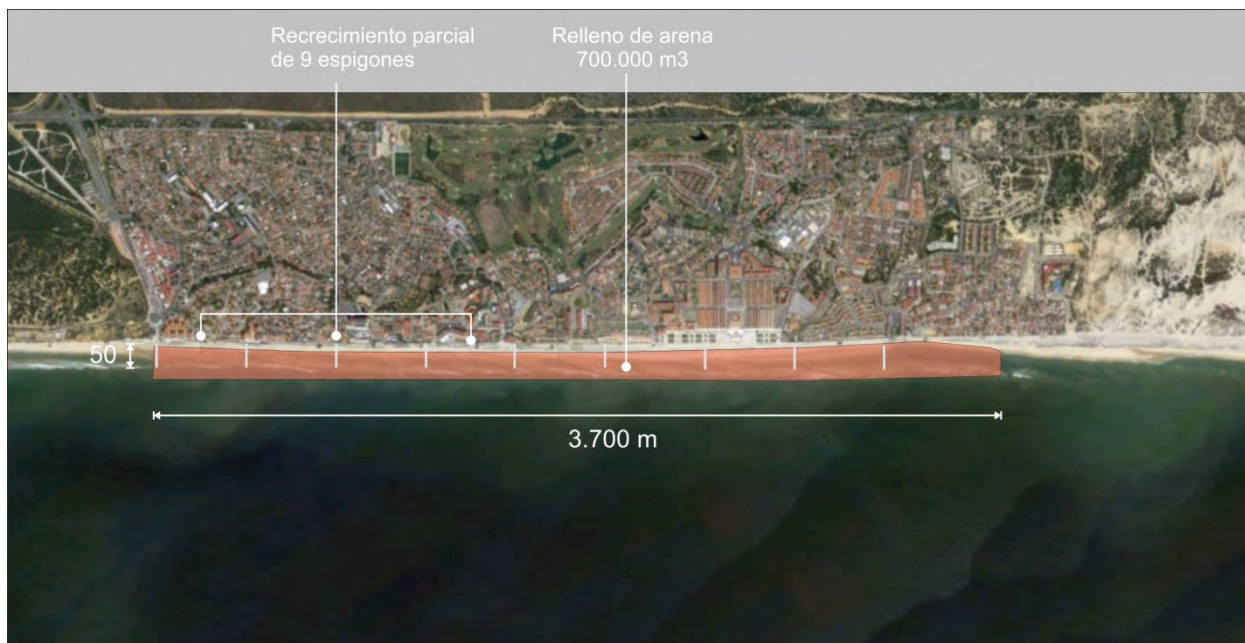 Recrecimiento parcial
de 9 espigones
Relleno de arena
700.000 m3
50
3.700 m